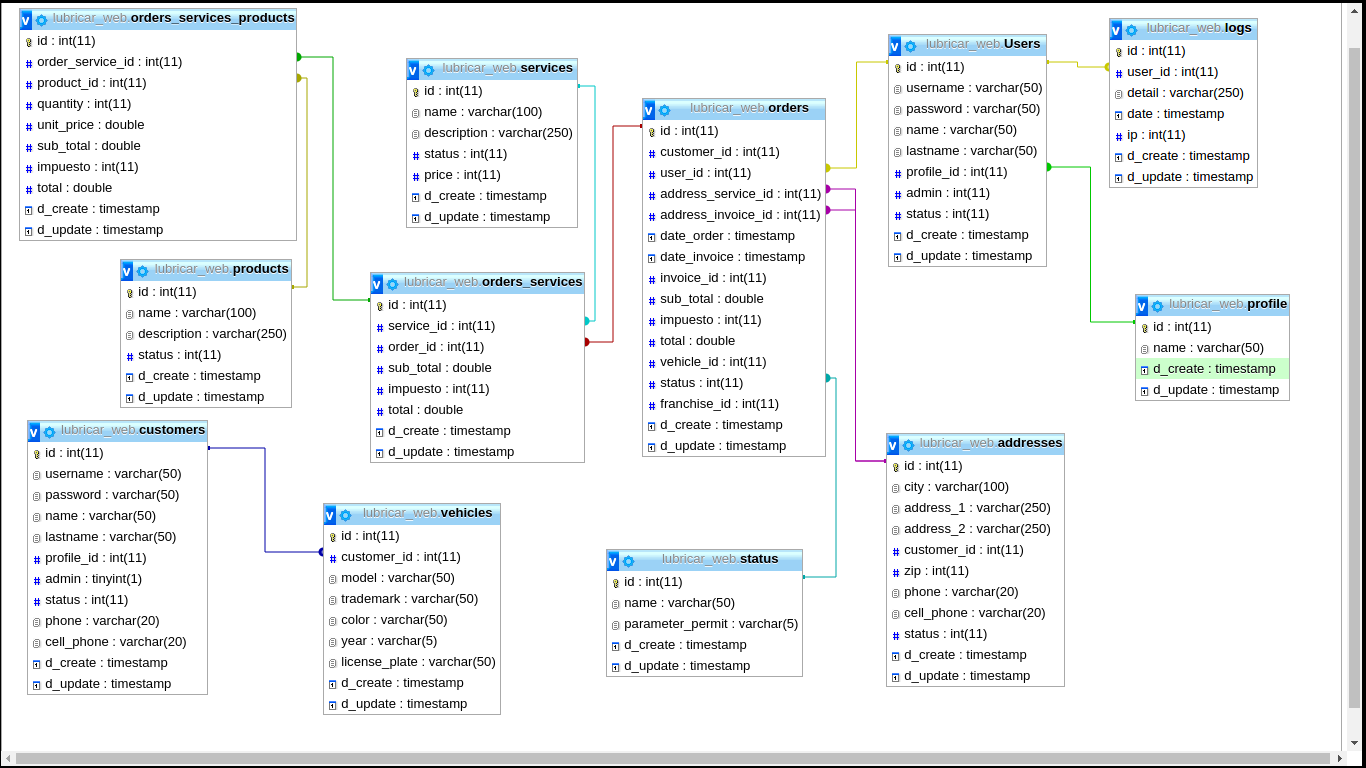 lubricar_web.orders_services_products
id : int(11)
order_service_id : int(11)
product_id : int(11)
quantity : int(11)
unit_price : double
sub_total : double
impuesto : int(11)
total : double
d_create : timestamp
d_update : timestamp
lubricar_web.services
id : int(11)
name : varchar(100)
description : varchar(250)
status : int(11)
price : int(11)
d_create : timestamp
d_update : timestamp
lubricar_web.orders
id : int(11)
customer_id : int(11)
user_id : int(11)
address_service_id : int(11)
address_invoice_id : int(11)
date_order : timestamp
date_invoice : timestamp
invoice_id : int(11)
sub_total : double
impuesto : int(11)
total : double
vehicle_id : int(11)
status : int(11)
franchise_id : int(11)
d_create : timestamp
d_update : timestamp
lubricar_web.Users
id : int(11)
username : varchar(50)
password : varchar(50)
name : varchar(50)
lastname : varchar(50)
profile_id : int(11)
admin : int(11)
status : int(11)
d_create : timestamp
d_update : timestamp
lubricar_web.logs
id : int(11)
user_id : int(11)
detail : varchar(250)
date : timestamp
ip : int(11)
d_create : timestamp
d_update : timestamp
lubricar_web.products
id : int(11)
name : varchar(100)
description : varchar(250)
status : int(11)
d_create : timestamp
d_update : timestamp
lubricar_web.orders_services
id : int(11)
service_id : int(11)
order_id : int(11)
sub_total : double
impuesto : int(11)
total : double
d_create : timestamp
d_update : timestamp
lubricar_web.profile
id : int(11)
name : varchar(50)
d_create : timestamp
d_update : timestamp
lubricar_web.customers
id : int(11)
username : varchar(50)
password : varchar(50)
name : varchar(50)
lastname : varchar(50)
profile_id : int(11)
admin : tinyint(1)
status : int(11)
phone : varchar(20)
cell_phone : varchar(20)
d_create : timestamp
d_update : timestamp
lubricar_web.vehicles
id : int(11)
customer_id : int(11)
model : varchar(50)
trademark : varchar(50)
color : varchar(50)
year : varchar(5)
license_plate : varchar(50)
d_create : timestamp
d_update : timestamp
lubricar_web.status
id : int(11)
name : varchar(50)
parameter_permit : varchar(5)
d_create : timestamp
d_update : timestamp
lubricar_web.addresses
id : int(11)
city : varchar(100)
address_1 : varchar(250)
address_2 : varchar(250)
customer_id : int(11)
zip : int(11)
phone : varchar(20)
cell_phone : varchar(20)
status : int(11)
d_create : timestamp
d_update : timestamp